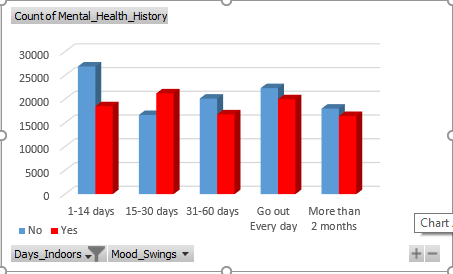 Count of Mental_Health_History
30000
25000
20000
15000
10000
5000
0
1-14 days
15-30 days
31-60 days
Go out
Every day
More than
2 months
No
Yes
Days_Indoors
Mood_Swings
Chart